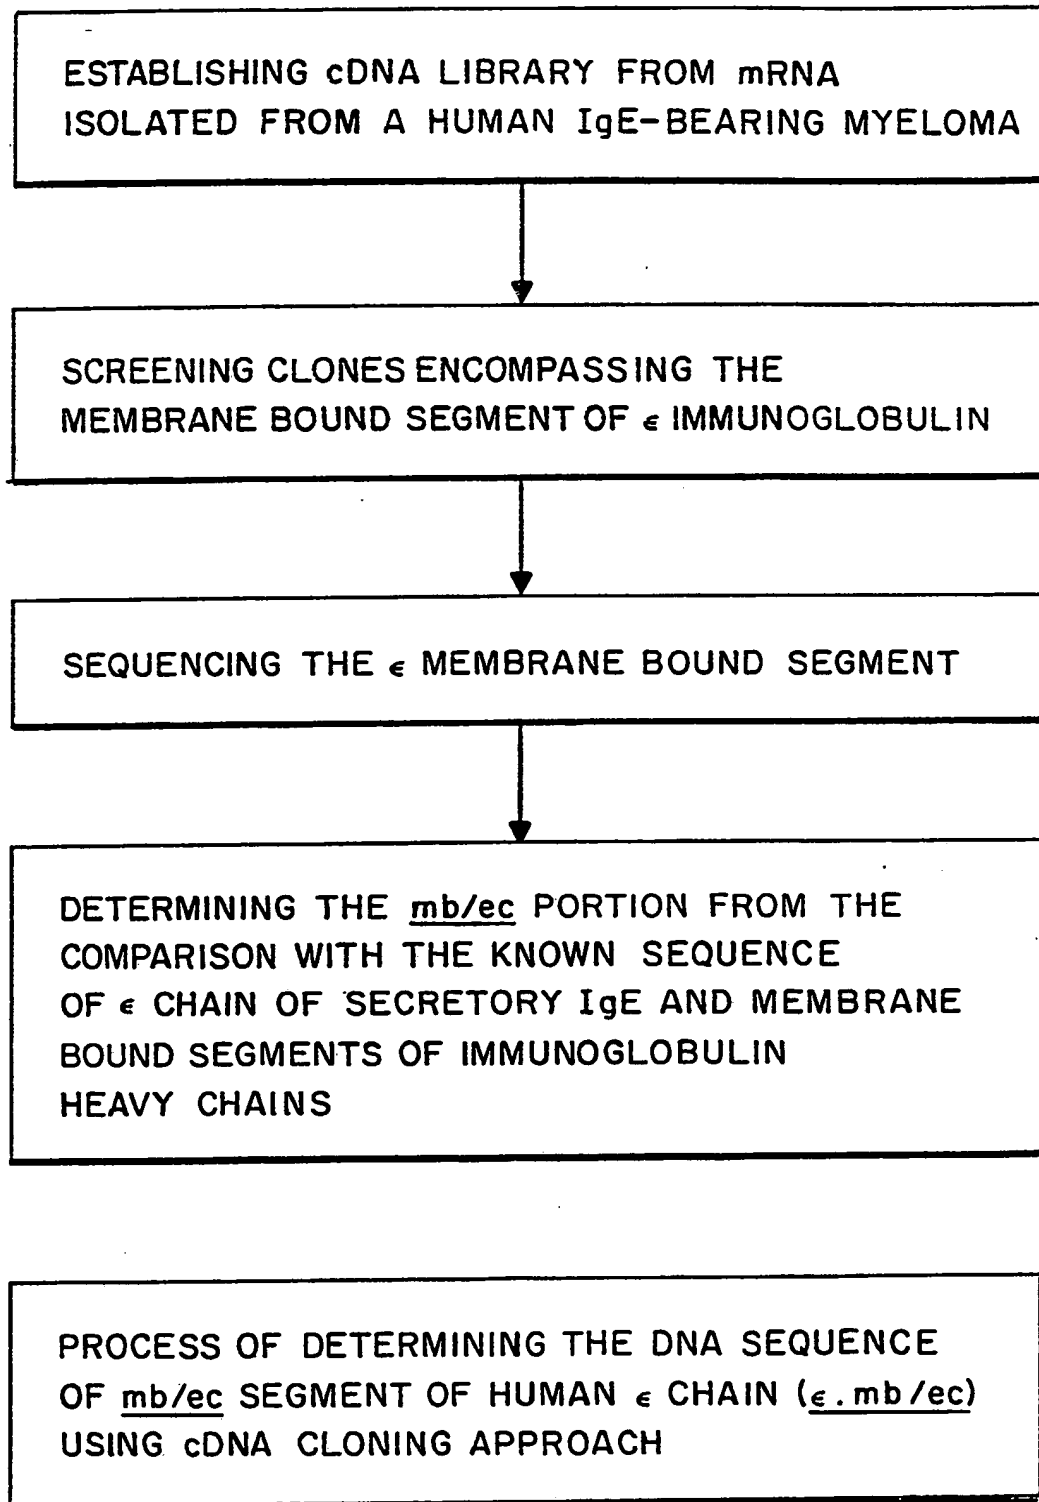 ESTABLISHING cDNA LIBRARY FROM mRNA
ISOLATED FROM A HUMAN IgE-BEARING MYELOMA
SCREENING CLONES ENCOMPASSING THE
MEMBRANE BOUND SEGMENT OF ϵ IMMUNOGLOBULIN
SEQUENCING THE ϵ MEMBRANE BOUND SEGMENT
DETERMINING THE mb/ec PORTION FROM THE
COMPARISON WITH THE KNOWN SEQUENCE
OF ϵ CHAIN OF SECRETORY IgE AND MEMBRANE
BOUND SEGMENTS OF IMMUNOGLOBULIN
HEAVY CHAINS
PROCESS OF DETERMINING THE DNA SEQUENCE
OF mb/ec SEGMENT OF HUMAN ϵ CHAIN (ϵ.mb/ec)
USING cDNA CLONING APPROACH